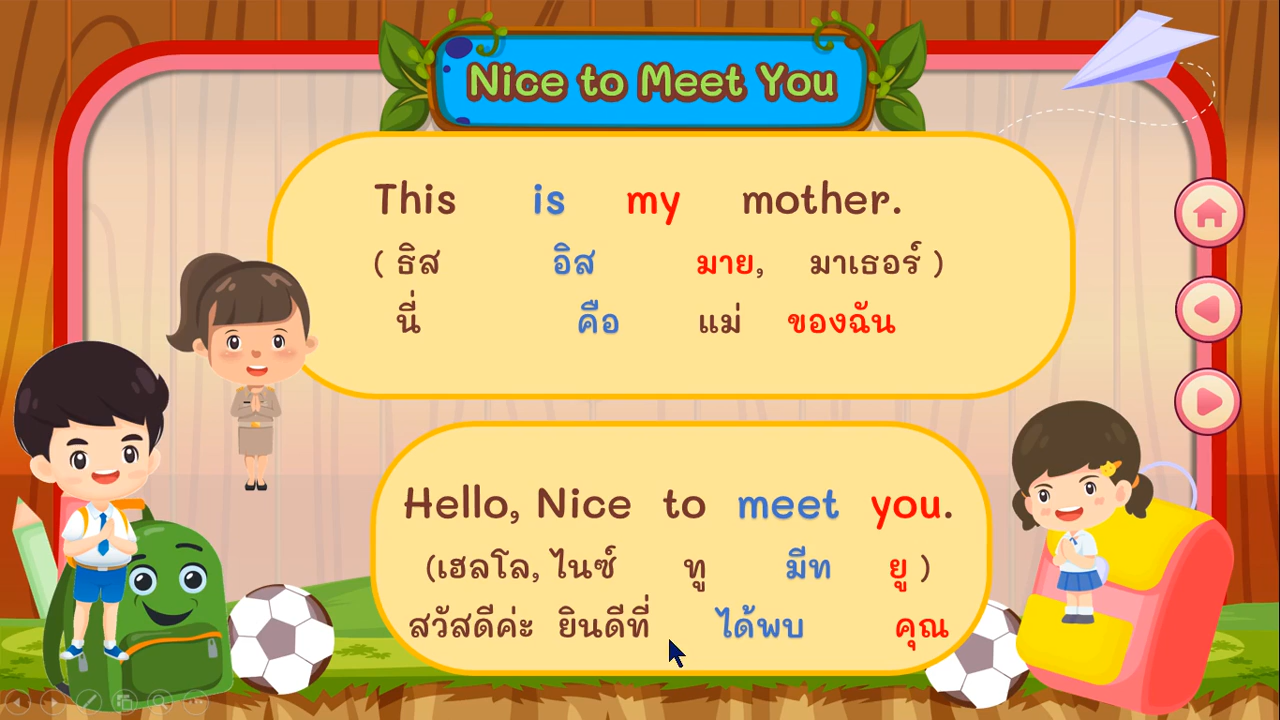 Nice to Meet You
This is my mother.
( ธิส อิส มาย, มาเธอร์ )
นี่ คือ แม่ ของฉัน
Hello, Nice to meet you.
(เฮลโล, ไนซ์ ทู มีท ยู )
สวัสดีค่ะ ยินดีที่ ได้พบ คุณ